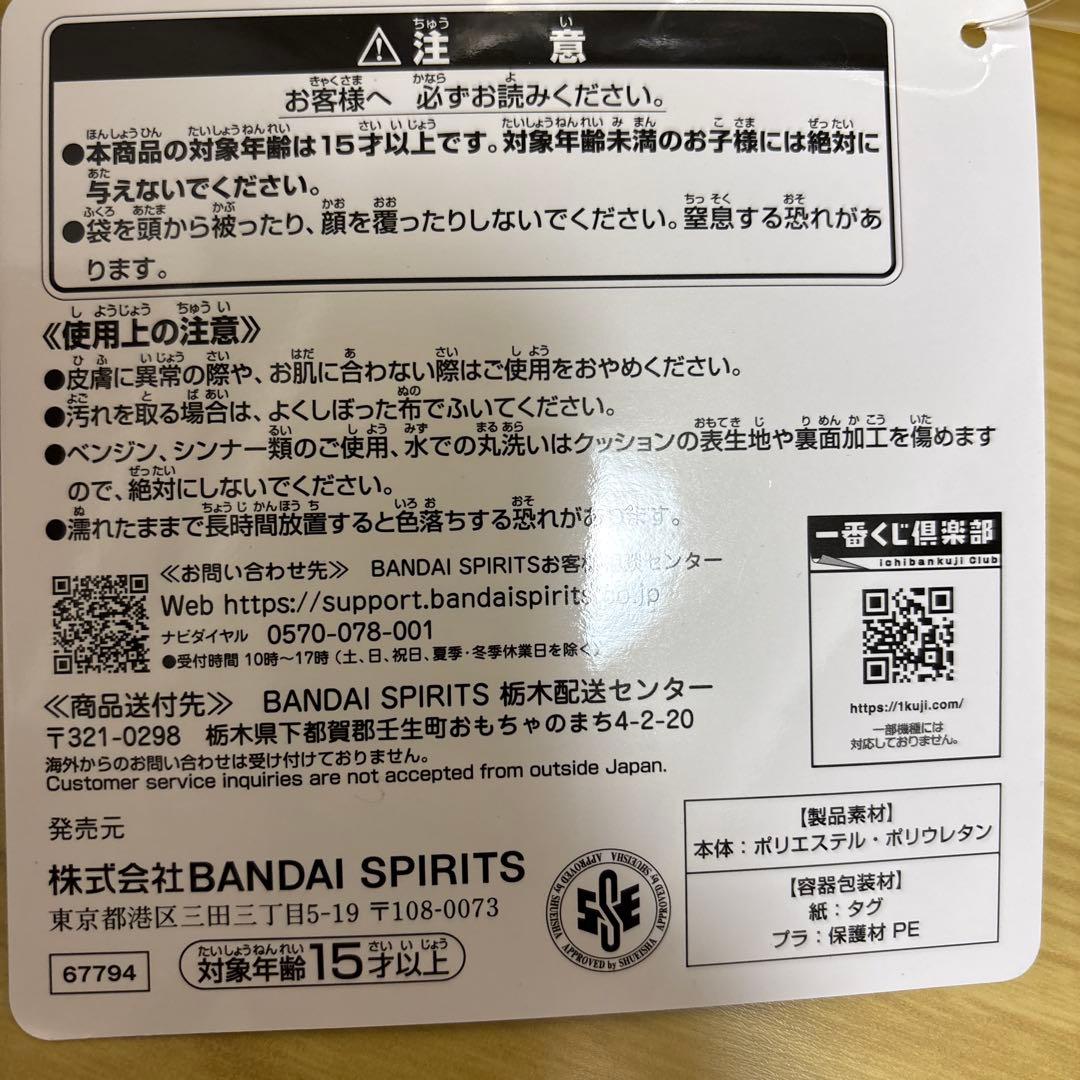 ⚠注意
お客様へ 必ずお読みください。
●本商品の対象年齢は15才以上です。対象年齢未満のお子様には絶対に
与えないでください。
●袋を頭から被ったり、顔を覆ったりしないでください。窒息する恐れがあ
ります。
《使用上の注意》
●皮膚に異常の際や、お肌に合わない際はご使用をおやめください。
●汚れを取る場合は、よくしぼった布でふいてください。
●ベンジン、シンナー類のご使用、水での丸洗いはクッションの表生地や裏面加工を傷めます
ので、絶対にしないでください。
●濡れたままで長時間放置すると色落ちする恐れがあります。
≪お問い合わせ先≫ BANDAI SPIRITSお客様相談センター
Web https://support.bandaispirits.co.jp
ナビダイヤル 0570-078-001
●受付時間 10時〜17時(土、日、祝日、夏季・冬季休業日を除く)
≪商品送付先≫ BANDAI SPIRITS 栃木配送センター
〒321-0298 栃木県下都賀郡壬生町おもちゃのまち4-2-20
海外からのお問い合わせは受け付けておりません。
Customer service inquiries are not accepted from outside Japan.
一番くじ倶楽部
ichibankuji Club
https://1kuji.com/
一部機種には
対応しておりません。
発売元
株式会社BANDAI SPIRITS
東京都港区三田三丁目5-19 〒108-0073
67794
対象年齢15才以上
APPROVED by SHUEISHA APPROVED by SHUEISHA APPROVED by SHUEISHA
SSE
【製品素材】
本体:ポリエステル・ポリウレタン
【容器包装材】
紙:タグ
プラ:保護材 PE